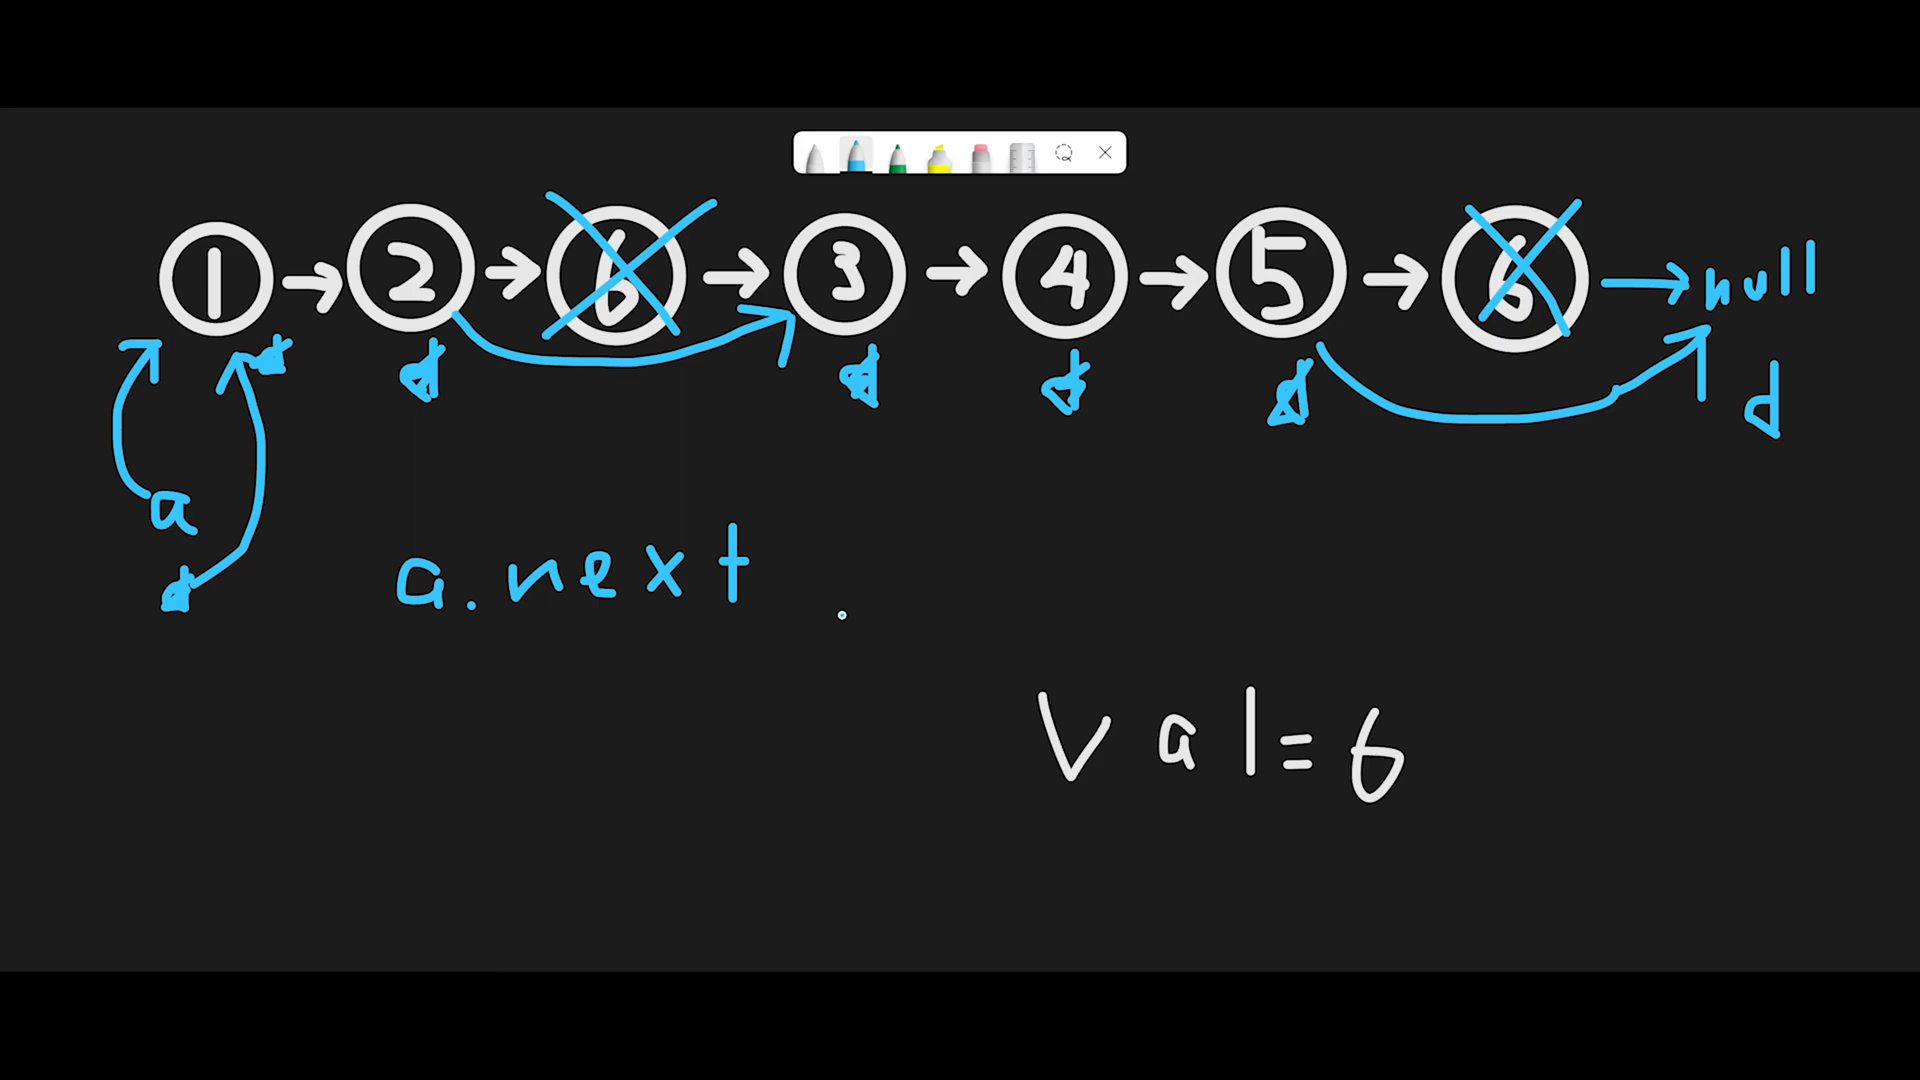 1 → 2 → 6 → 3 → 4 → 5 → 6 → null
d d d d d d
a
d
a.next
Val=6